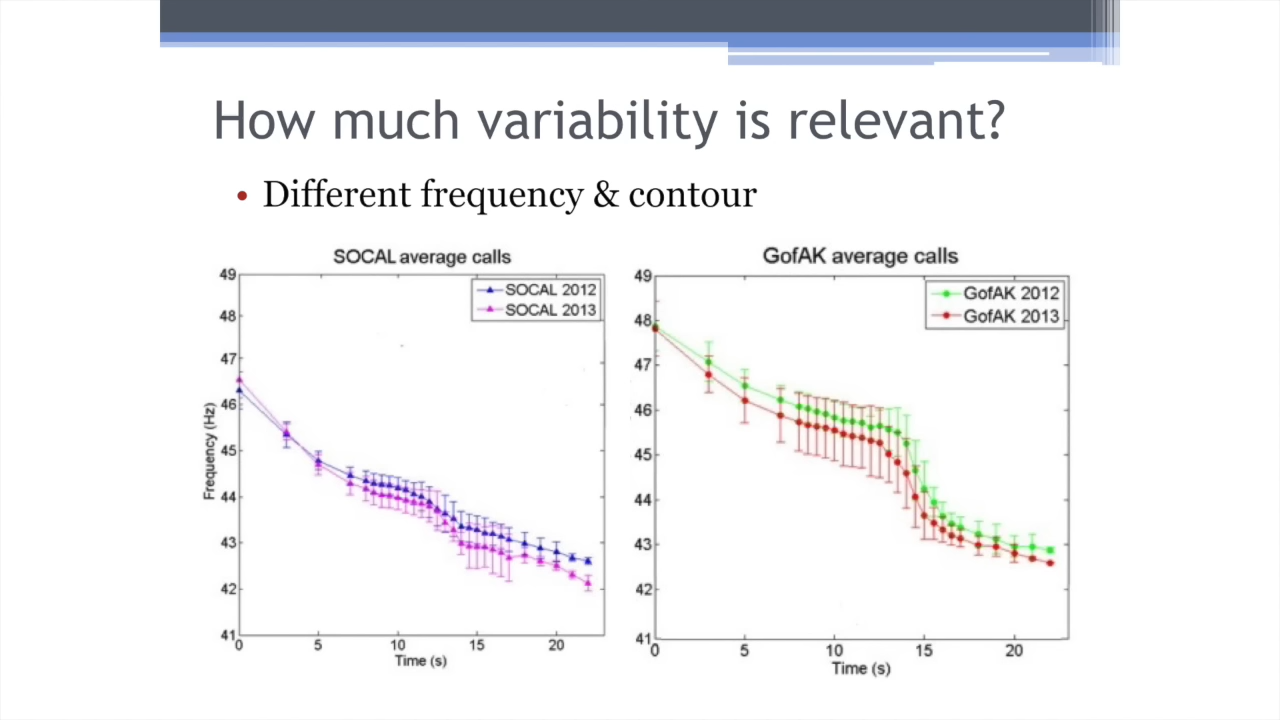 How much variability is relevant?
• Different frequency & contour
SOCAL average calls
49
48
47
46
45
44
43
42
41
Frequency (Hz)
SOCAL 2012
SOCAL 2013
0 5 10 15 20
Time (s)
GofAK average calls
49
48
47
46
45
44
43
42
41
GofAK 2012
GofAK 2013
0 5 10 15 20
Time (s)